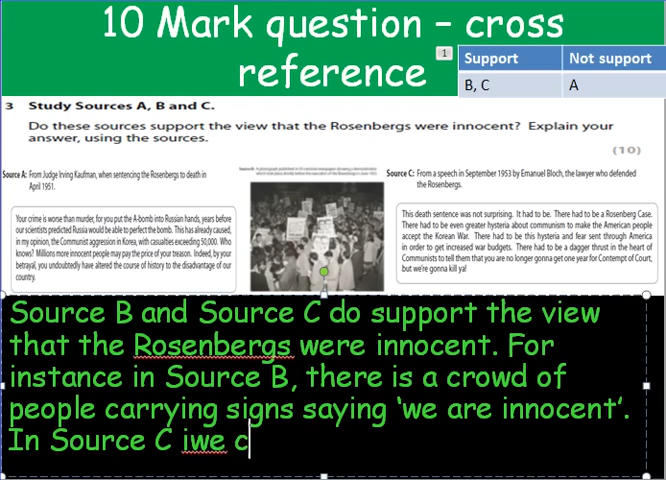 10 Mark question – cross
reference
1
Support
Not support
B, C
A
3 Study Sources A, B and C.
Do these sources support the view that the Rosenbergs were innocent? Explain your
answer, using the sources.
(10)
Source A: From Judge Irving Kaufman, when sentencing the Rosenbergs to death in
April 1951.
Your crime is worse than murder, for you put the A-bomb into Russian hands, years before
our scientists predicted Russia would be able to perfect the bomb. This has already caused,
in my opinion, the Communist aggression in Korea, with casualties exceeding 50,000. Who
knows? Millions more innocent people may pay the price of your treason. Indeed, by your
betrayal, you undoubtedly have altered the course of history to the disadvantage of our
country.
Source C: From a speech in September 1953 by Emanuel Bloch, the lawyer who defended
the Rosenbergs.
This death sentence was not surprising. It had to be. There had to be a Rosenberg Case.
There had to be even greater hysteria about communism to make the American people
accept the Korean War. There had to be this hysteria and fear sent through America
in order to get increased war budgets. There had to be a dagger thrust in the heart of
Communists to tell them that you are no longer gonna get one year for Contempt of Court,
but we're gonna kill ya!
Source B and Source C do support the view
that the Rosenbergs were innocent. For
instance in Source B, there is a crowd of
people carrying signs saying ‘we are innocent’.
In Source C iwe c